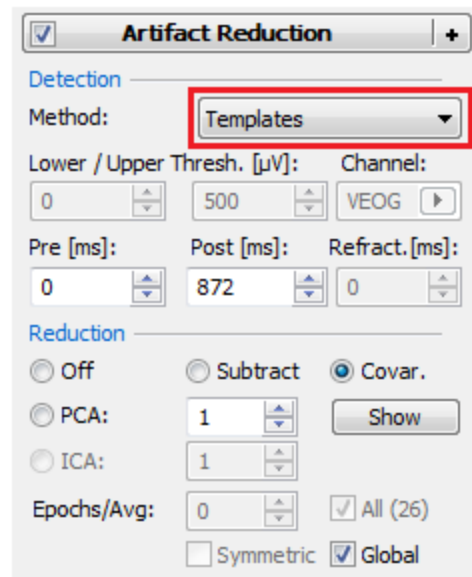 Artifact Reduction +
Detection
Method: Templates
Lower / Upper Thresh. [µV]: Channel:
0 500 VEOG
Pre [ms]: Post [ms]: Refract.[ms]:
0 872 0
Reduction
Off Subtract Covar.
PCA: 1 Show
ICA: 1
Epochs/Avg: 0 All (26)
Symmetric Global